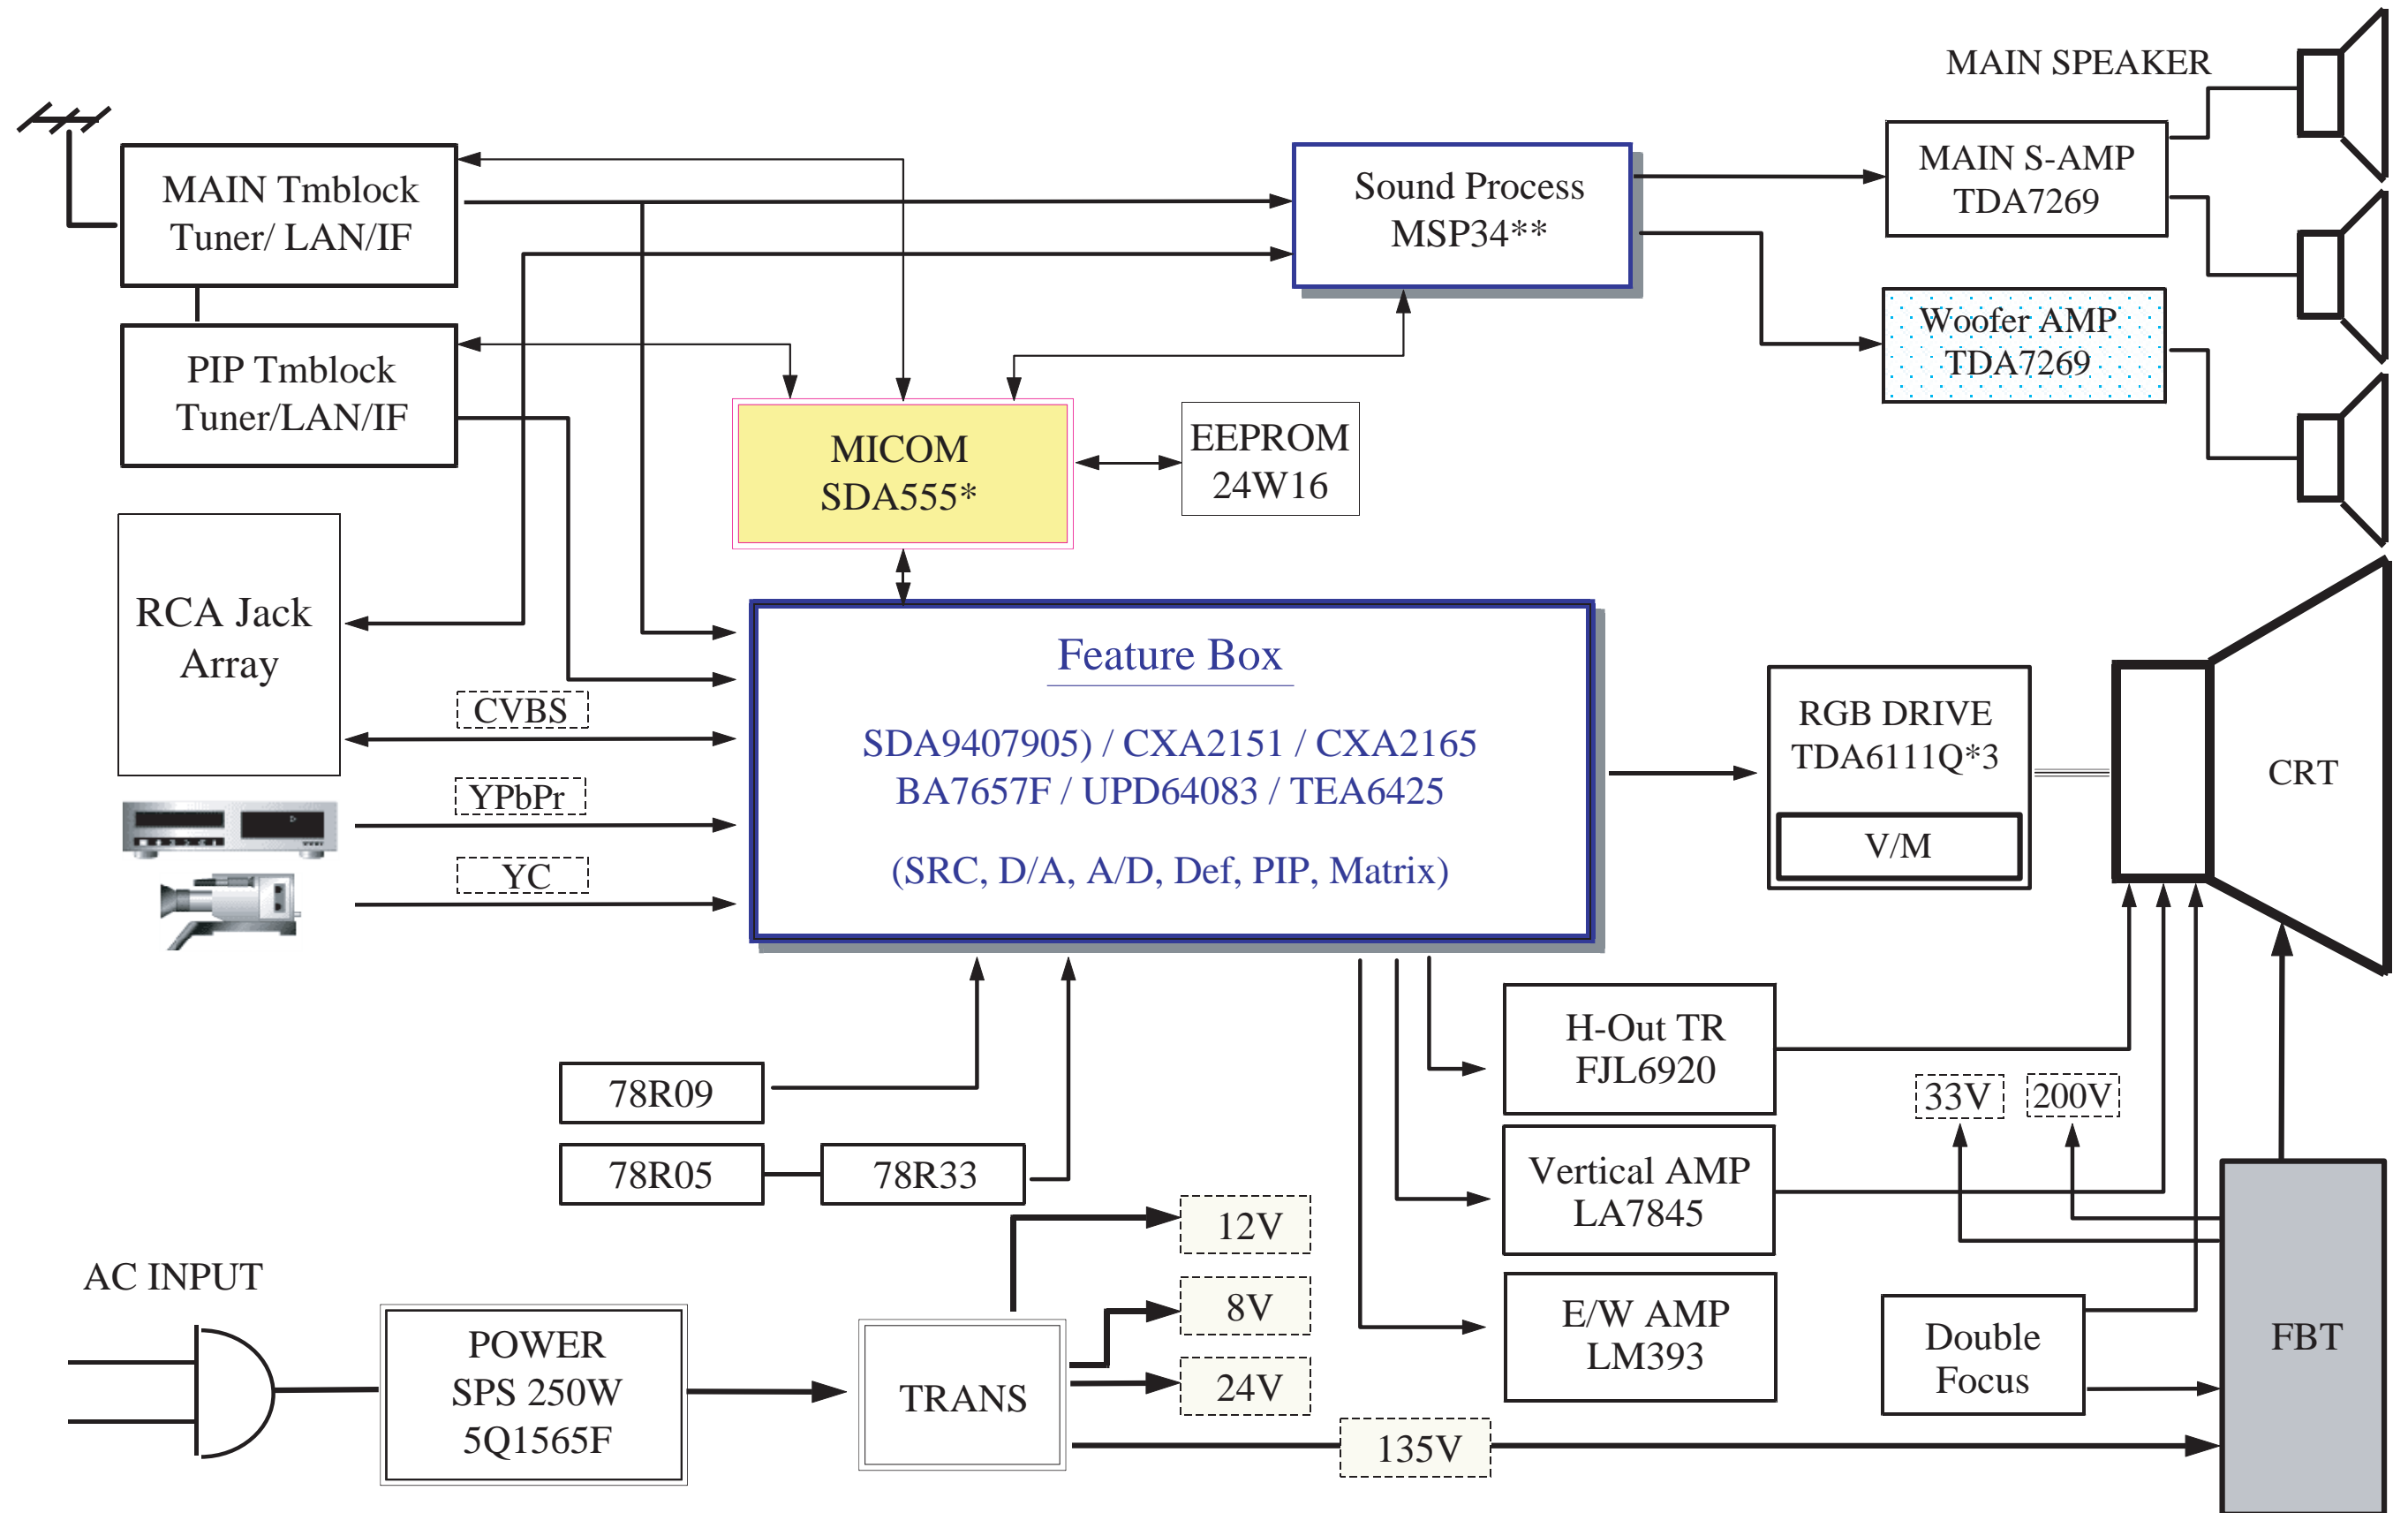 MAIN SPEAKER
MAIN Tmblock
Tuner/ LAN/IF
Sound Process
MSP34**
MAIN S-AMP
TDA7269
PIP Tmblock
Tuner/LAN/IF
Woofer AMP
TDA7269
MICOM
SDA555*
EEPROM
24W16
RCA Jack
Array
CVBS
YPbPr
YC
Feature Box
SDA9407905) / CXA2151 / CXA2165
BA7657F / UPD64083 / TEA6425
(SRC, D/A, A/D, Def, PIP, Matrix)
RGB DRIVE
TDA6111Q*3
V/M
CRT
H-Out TR
FJL6920
33V
200V
78R09
78R05
78R33
Vertical AMP
LA7845
12V
8V
24V
135V
E/W AMP
LM393
Double
Focus
FBT
AC INPUT
POWER
SPS 250W
5Q1565F
TRANS